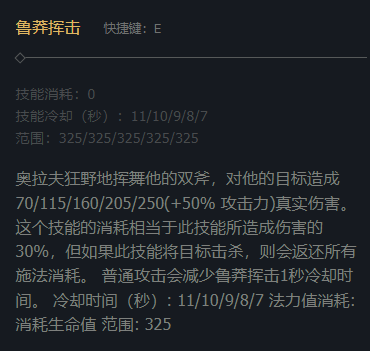 鲁莽挥击 快捷键：E
技能消耗：0
技能冷却（秒）：11/10/9/8/7
范围：325/325/325/325/325
奥拉夫狂野地挥舞他的双斧，对他的目标造成
70/115/160/205/250(+50% 攻击力)真实伤害。
这个技能的消耗相当于此技能所造成伤害的
30%，但如果此技能将目标击杀，则会返还所有
施法消耗。 普通攻击会减少鲁莽挥击1秒冷却时
间。 冷却时间（秒）: 11/10/9/8/7 法力值消耗:
消耗生命值 范围: 325